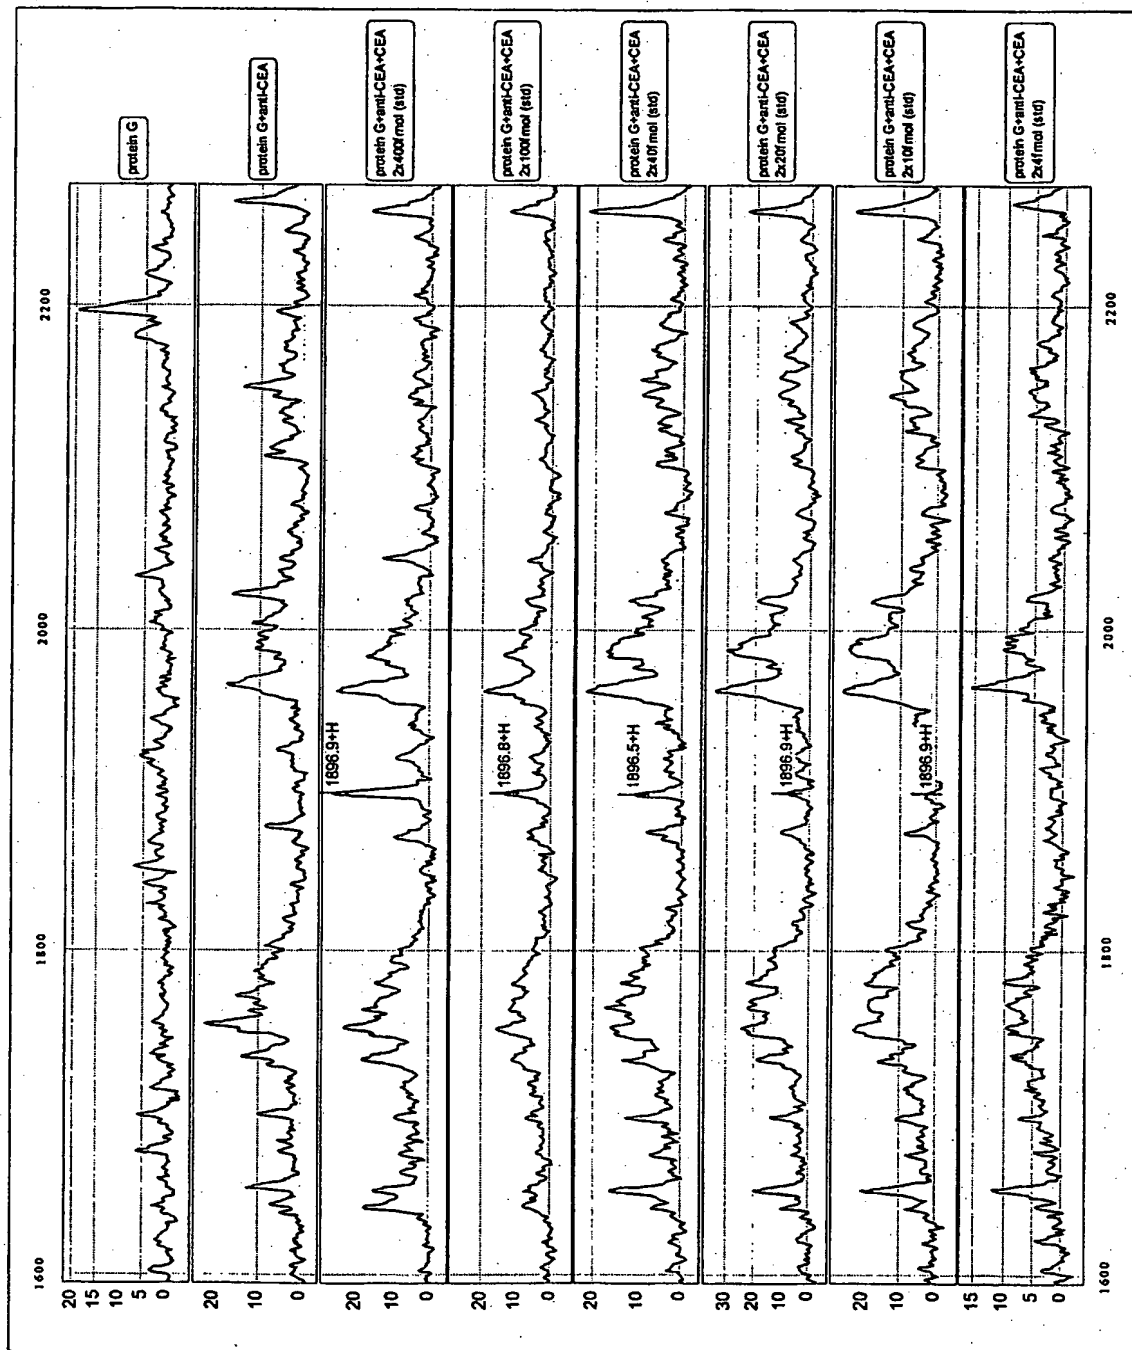 1600
1800
2000
2200
20
15
10
5
0
protein G
20
10
0
protein G+anti-CEA
20
10
0
1896.9+H
protein G+anti-CEA+CEA
2x400fmol (std)
20
10
0
1896.8+H
protein G+anti-CEA+CEA
2x100fmol (std)
20
10
0
1896.5+H
protein G+anti-CEA+CEA
2x40fmol (std)
30
20
10
0
1896.9+H
protein G+anti-CEA+CEA
2x20fmol (std)
20
10
0
1896.9+H
protein G+anti-CEA+CEA
2x10fmol (std)
15
10
5
0
protein G+anti-CEA+CEA
2x4fmol (std)
1600
1800
2000
2200